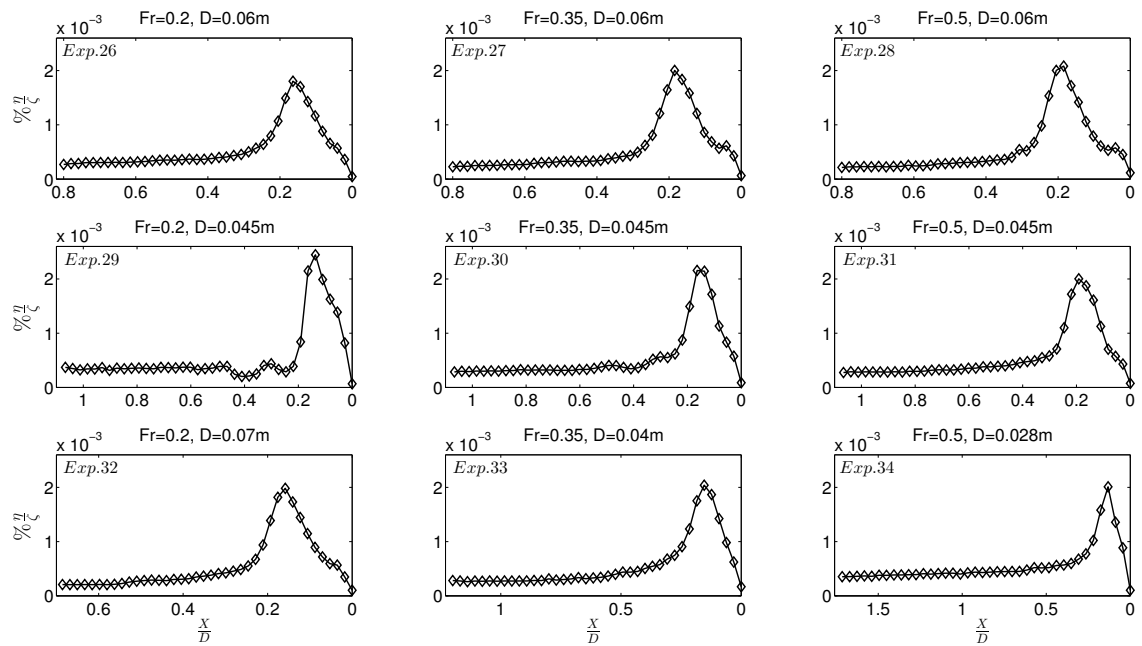 Fr=0.2, D=0.06m
x 10⁻³
Exp.26
2
1
0
% η/ζ
0.8 0.6 0.4 0.2 0
Fr=0.35, D=0.06m
x 10⁻³
Exp.27
2
1
0
0.8 0.6 0.4 0.2 0
Fr=0.5, D=0.06m
x 10⁻³
Exp.28
2
1
0
0.8 0.6 0.4 0.2 0
Fr=0.2, D=0.045m
x 10⁻³
Exp.29
2
1
0
% η/ζ
1 0.8 0.6 0.4 0.2 0
Fr=0.35, D=0.045m
x 10⁻³
Exp.30
2
1
0
1 0.8 0.6 0.4 0.2 0
Fr=0.5, D=0.045m
x 10⁻³
Exp.31
2
1
0
1 0.8 0.6 0.4 0.2 0
Fr=0.2, D=0.07m
x 10⁻³
Exp.32
2
1
0
% η/ζ
0.6 0.4 0.2 0
X/D
Fr=0.35, D=0.04m
x 10⁻³
Exp.33
2
1
0
1 0.5 0
X/D
Fr=0.5, D=0.028m
x 10⁻³
Exp.34
2
1
0
1.5 1 0.5 0
X/D